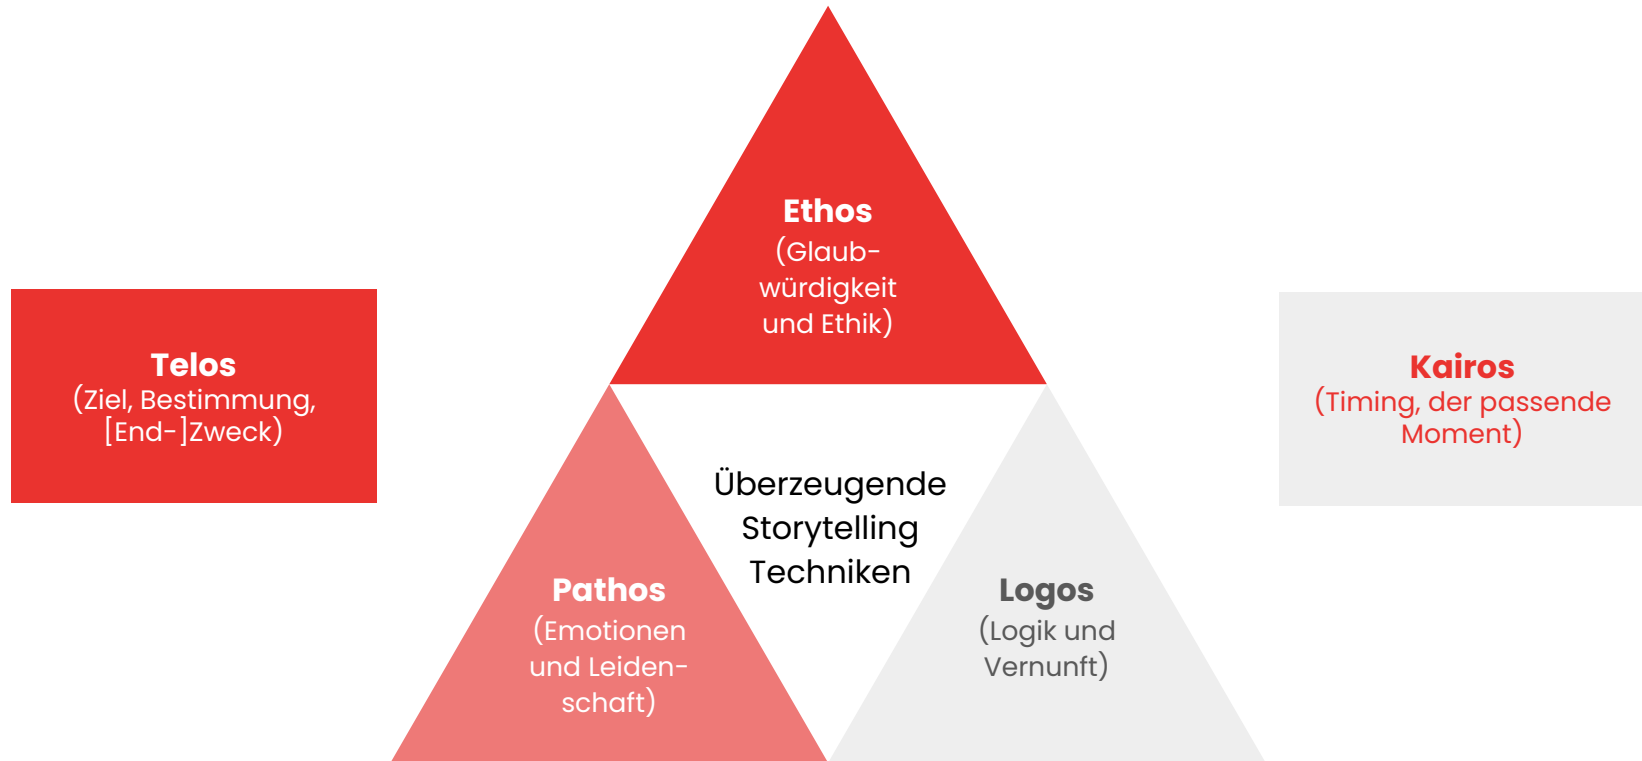 Ethos
(Glaub-
würdigkeit
und Ethik)
Telos
(Ziel, Bestimmung,
[End-]Zweck)
Kairos
(Timing, der passende
Moment)
Überzeugende
Storytelling
Techniken
Pathos
(Emotionen
und Leiden-
schaft)
Logos
(Logik und
Vernunft)